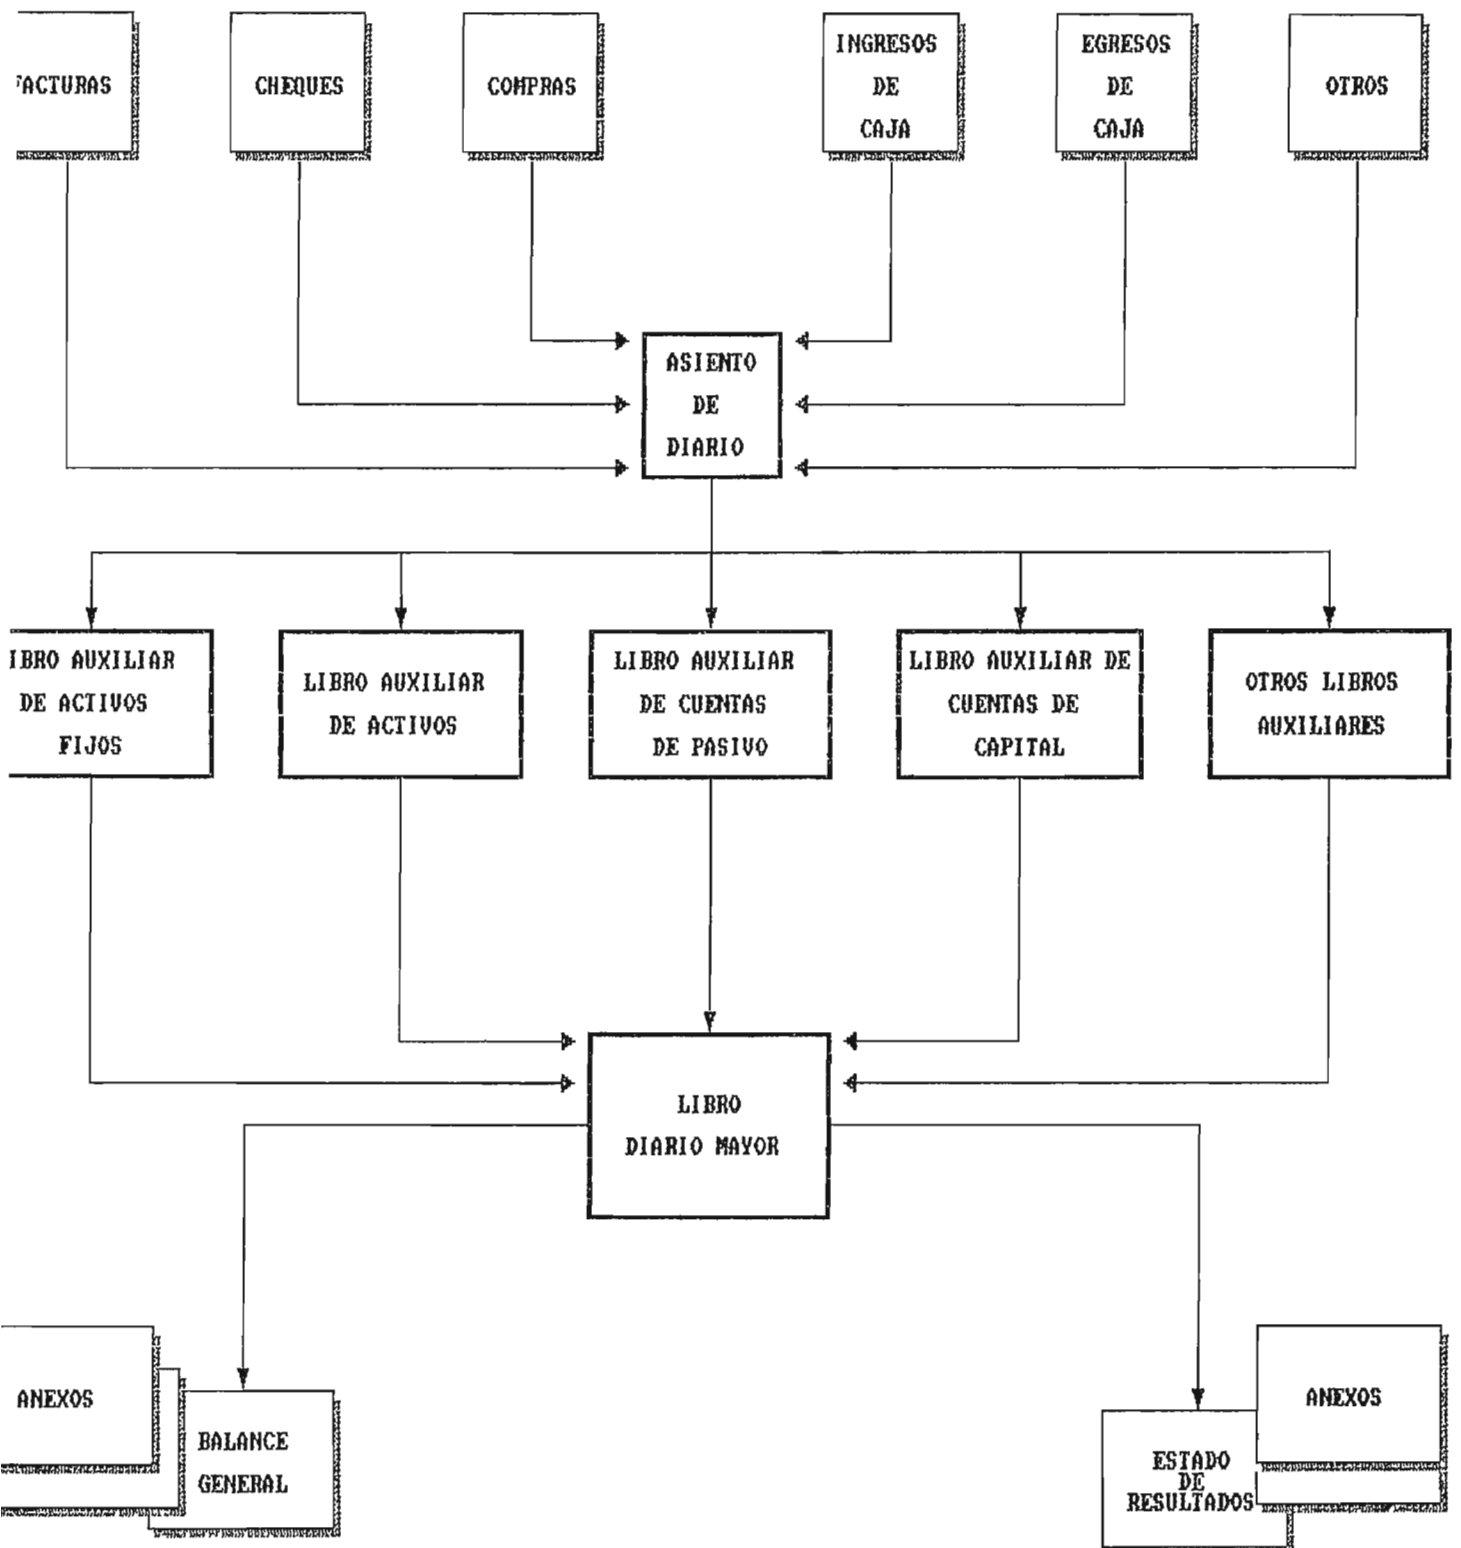 FACTURAS
CHEQUES
COMPRAS
INGRESOS
DE
CAJA
EGRESOS
DE
CAJA
OTROS
ASIENTO
DE
DIARIO
IBRO AUXILIAR
DE ACTIVOS
FIJOS
LIBRO AUXILIAR
DE ACTIVOS
LIBRO AUXILIAR
DE CUENTAS
DE PASIVO
LIBRO AUXILIAR DE
CUENTAS DE
CAPITAL
OTROS LIBROS
AUXILIARES
LIBRO
DIARIO MAYOR
ANEXOS
BALANCE
GENERAL
ESTADO
DE
RESULTADOS
ANEXOS